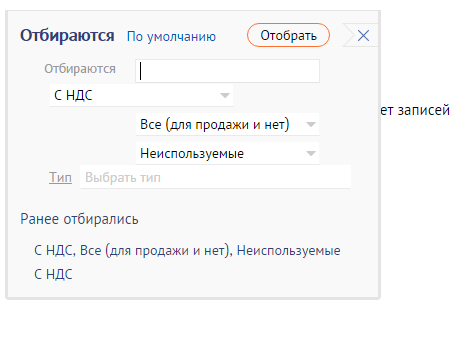 Отбираются По умолчанию Отобрать
Отбираются
С НДС
ет записей
Все (для продажи и нет)
Неиспользуемые
Тип Выбрать тип
Ранее отбирались
С НДС, Все (для продажи и нет), Неиспользуемые
С НДС